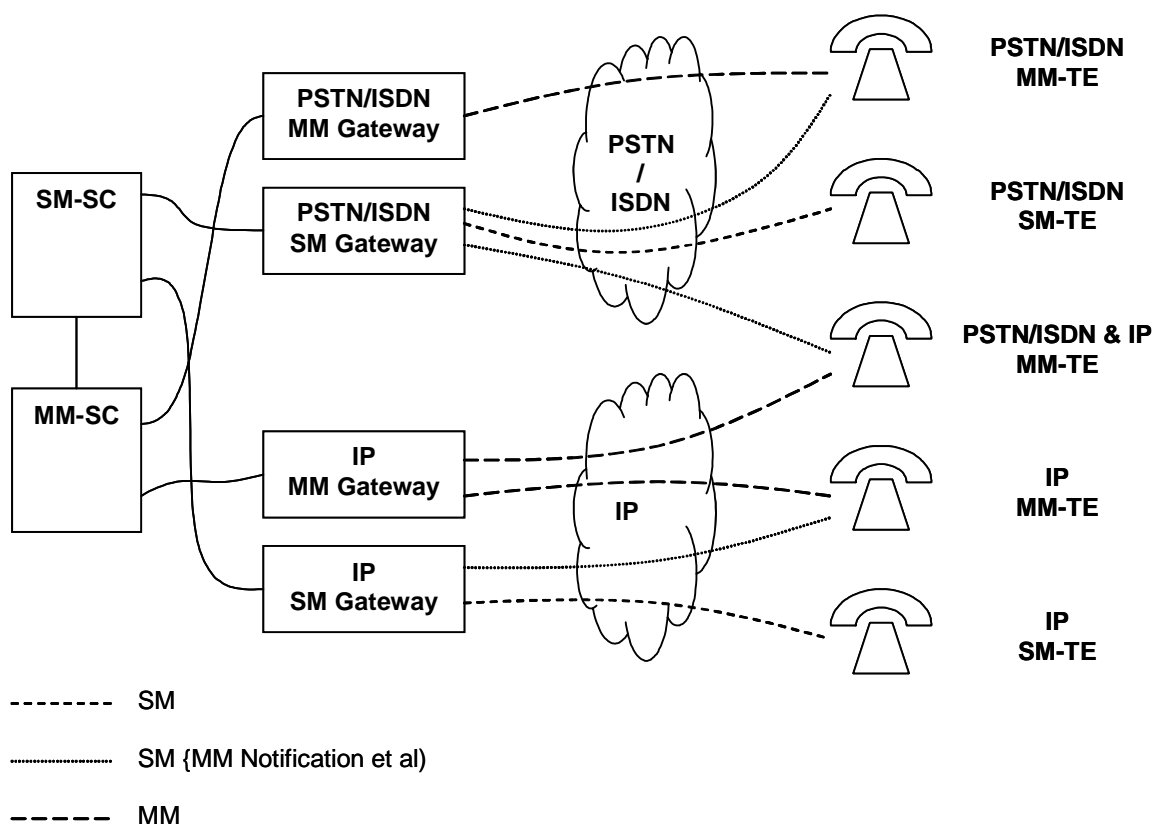 PSTN/ISDN
MM Gateway
SM-SC
PSTN/ISDN
SM Gateway
MM-SC
IP
MM Gateway
IP
SM Gateway
PSTN
/
ISDN
IP
PSTN/ISDN
MM-TE
PSTN/ISDN
SM-TE
PSTN/ISDN & IP
MM-TE
IP
MM-TE
IP
SM-TE
SM
SM {MM Notification et al)
MM